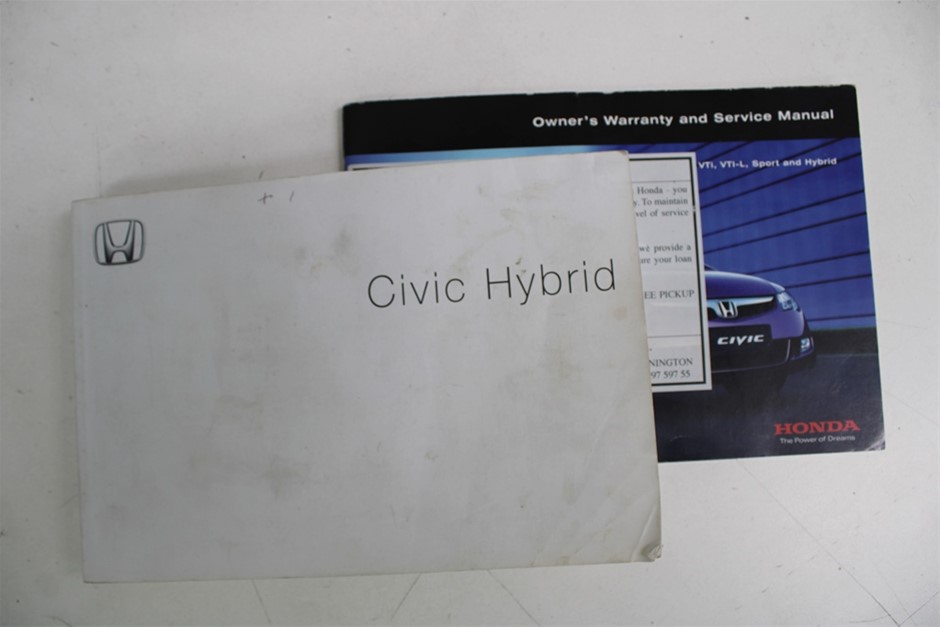 Owner's Warranty and Service Manual
VTi, VTi-L, Sport and Hybrid
Honda - you
y. To maintain
vel of service
we provide a
ure your loan
EE PICKUP
NINGTON
97 597 55
Civic Hybrid
CIVIC
HONDA
The Power of Dreams